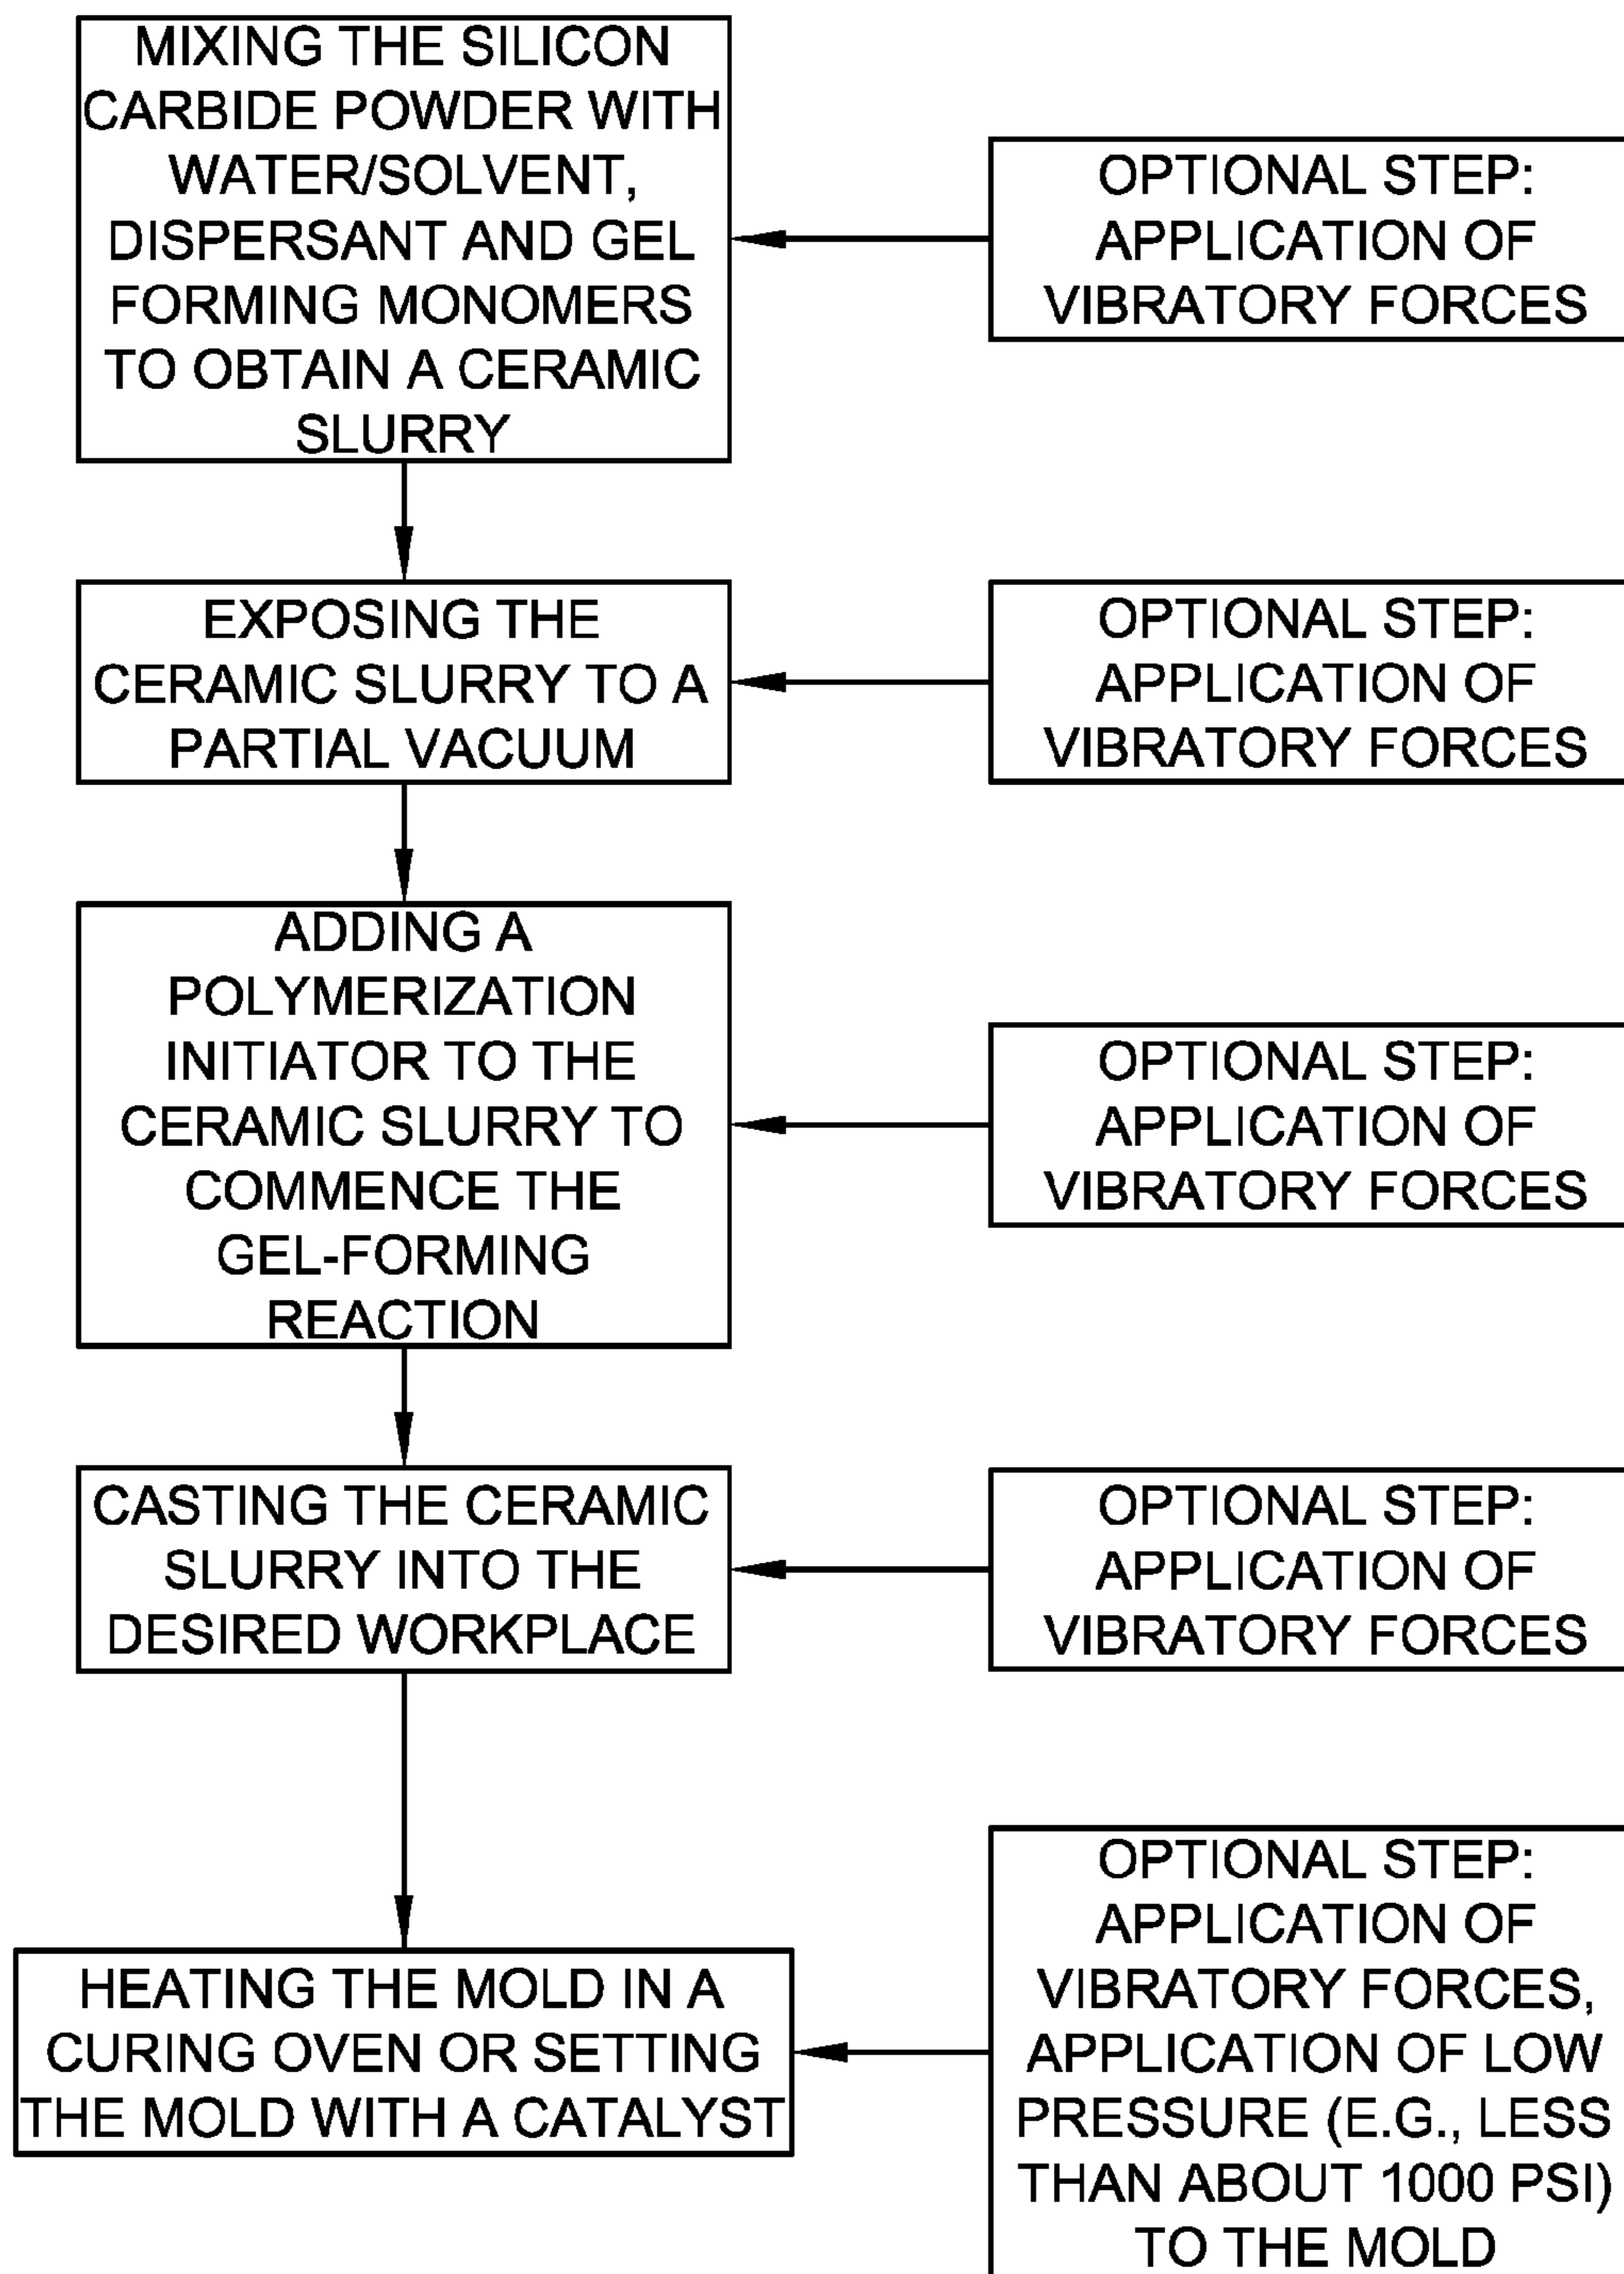 MIXING THE SILICON
CARBIDE POWDER WITH
WATER/SOLVENT,
DISPERSANT AND GEL
FORMING MONOMERS
TO OBTAIN A CERAMIC
SLURRY
OPTIONAL STEP:
APPLICATION OF
VIBRATORY FORCES
EXPOSING THE
CERAMIC SLURRY TO A
PARTIAL VACUUM
OPTIONAL STEP:
APPLICATION OF
VIBRATORY FORCES
ADDING A
POLYMERIZATION
INITIATOR TO THE
CERAMIC SLURRY TO
COMMENCE THE
GEL-FORMING
REACTION
OPTIONAL STEP:
APPLICATION OF
VIBRATORY FORCES
CASTING THE CERAMIC
SLURRY INTO THE
DESIRED WORKPLACE
OPTIONAL STEP:
APPLICATION OF
VIBRATORY FORCES
HEATING THE MOLD IN A
CURING OVEN OR SETTING
THE MOLD WITH A CATALYST
OPTIONAL STEP:
APPLICATION OF
VIBRATORY FORCES,
APPLICATION OF LOW
PRESSURE (E.G., LESS
THAN ABOUT 1000 PSI)
TO THE MOLD